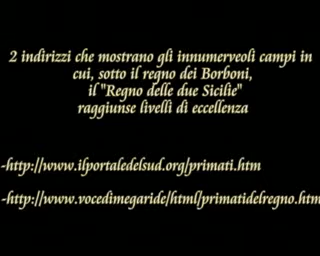 2 indirizzi che mostrano gli innumerveoli campi in
cui, sotto il regno dei Borboni,
il "Regno delle due Sicilie"
raggiunse livelli di eccellenza
-http://www.ilportaledelsud.org/primati.htm
-http://www.vocedimegaride/html/primatidelregno.htm